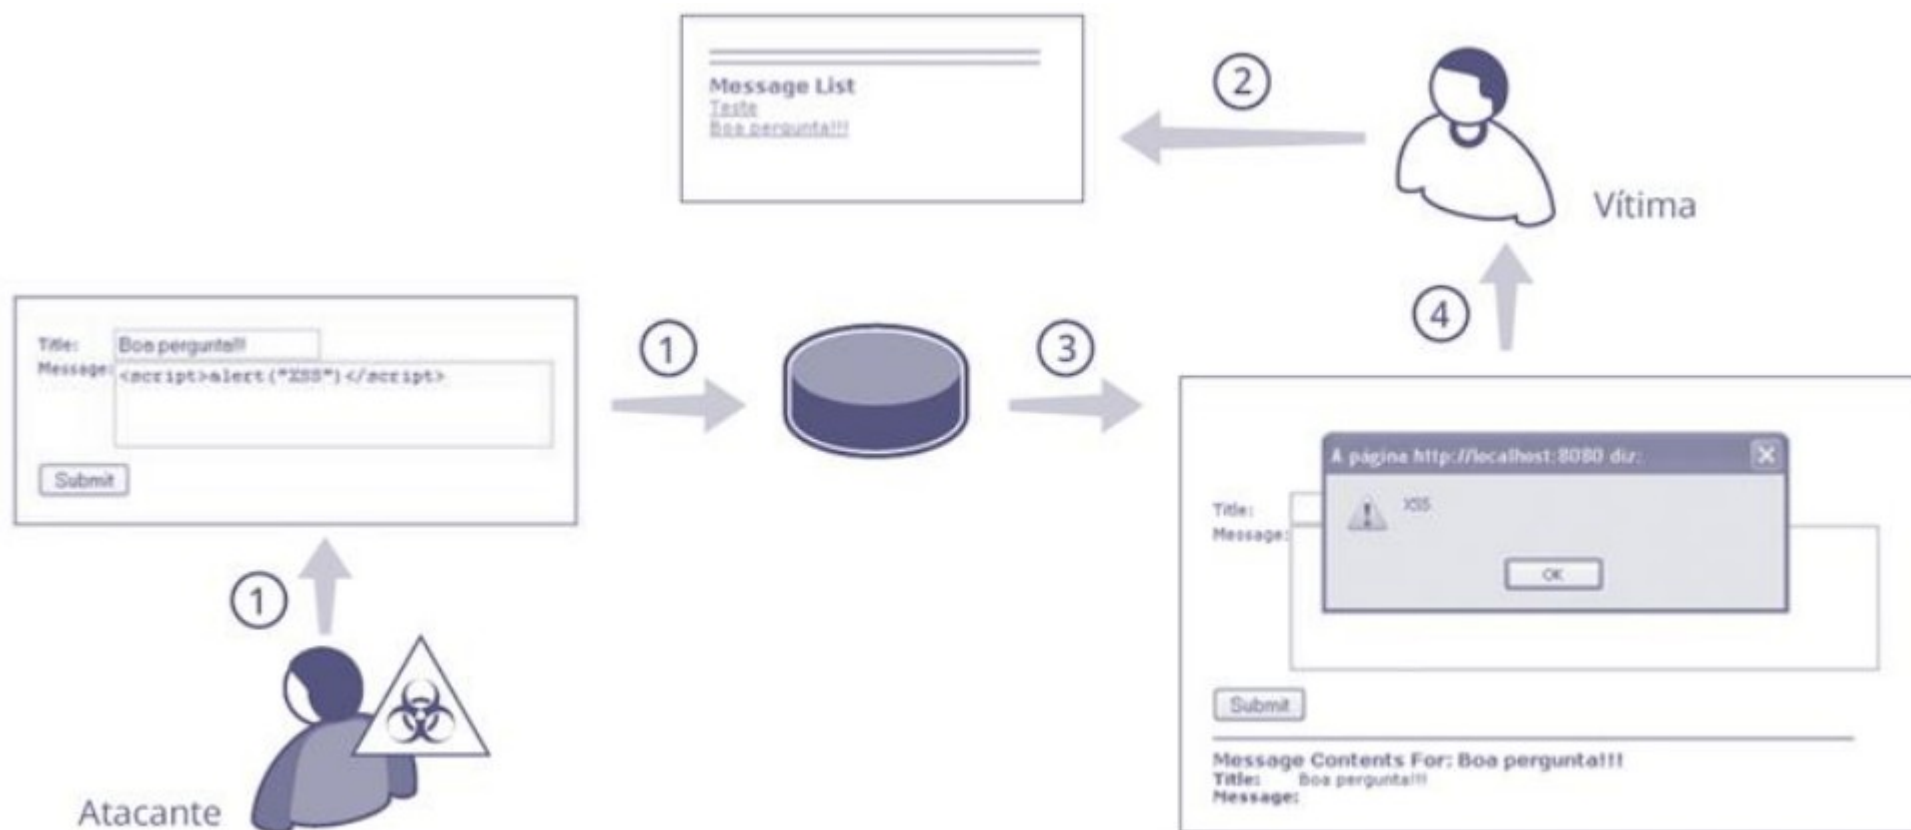 Message List
Teste
Boa pergunta!!!
2
Vítima
Title: Boa pergunta!!!
Message: <script>alert("XSS")</script>
Submit
1
1
3
4
A página http://localhost:8080 diz:
XSS
OK
Title:
Message:
Submit
Message Contents For: Boa pergunta!!!
Title: Boa pergunta!!!
Message:
Atacante